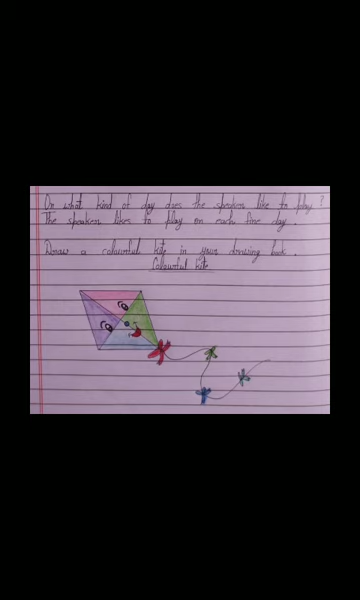 On what kind of day does the speaker like to play ?
The speaker likes to play on each fine day .
Draw a colourful kite in your drawing book .
Colourful kite